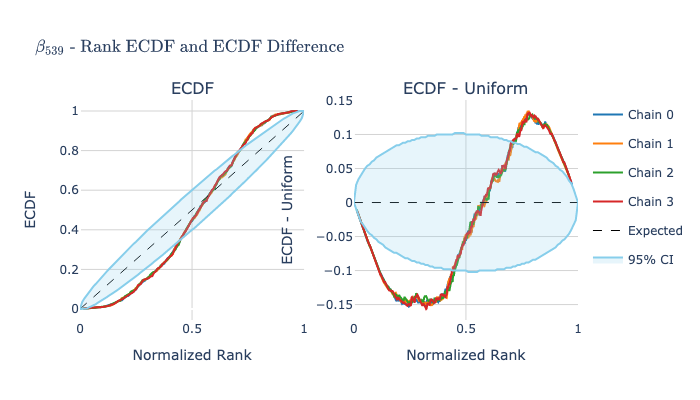 β539 - Rank ECDF and ECDF Difference
ECDF
ECDF - Uniform
ECDF
1
0.8
0.6
0.4
0.2
0
0
0.5
1
Normalized Rank
ECDF - Uniform
0.15
0.1
0.05
0
−0.05
−0.1
−0.15
0
0.5
1
Normalized Rank
Chain 0
Chain 1
Chain 2
Chain 3
Expected
95% CI